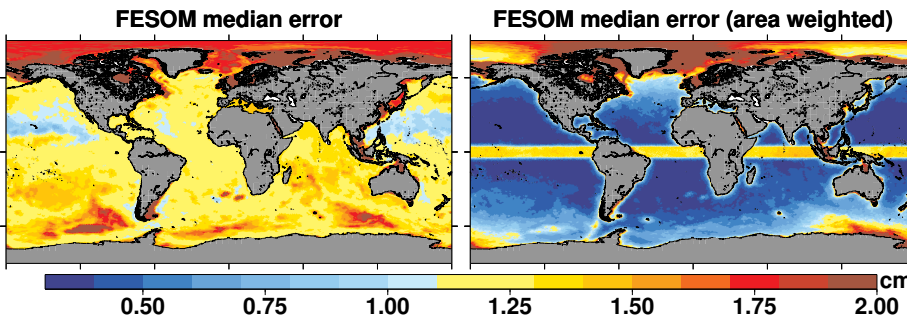 FESOM median error
FESOM median error (area weighted)
cm
0.50 0.75 1.00 1.25 1.50 1.75 2.00